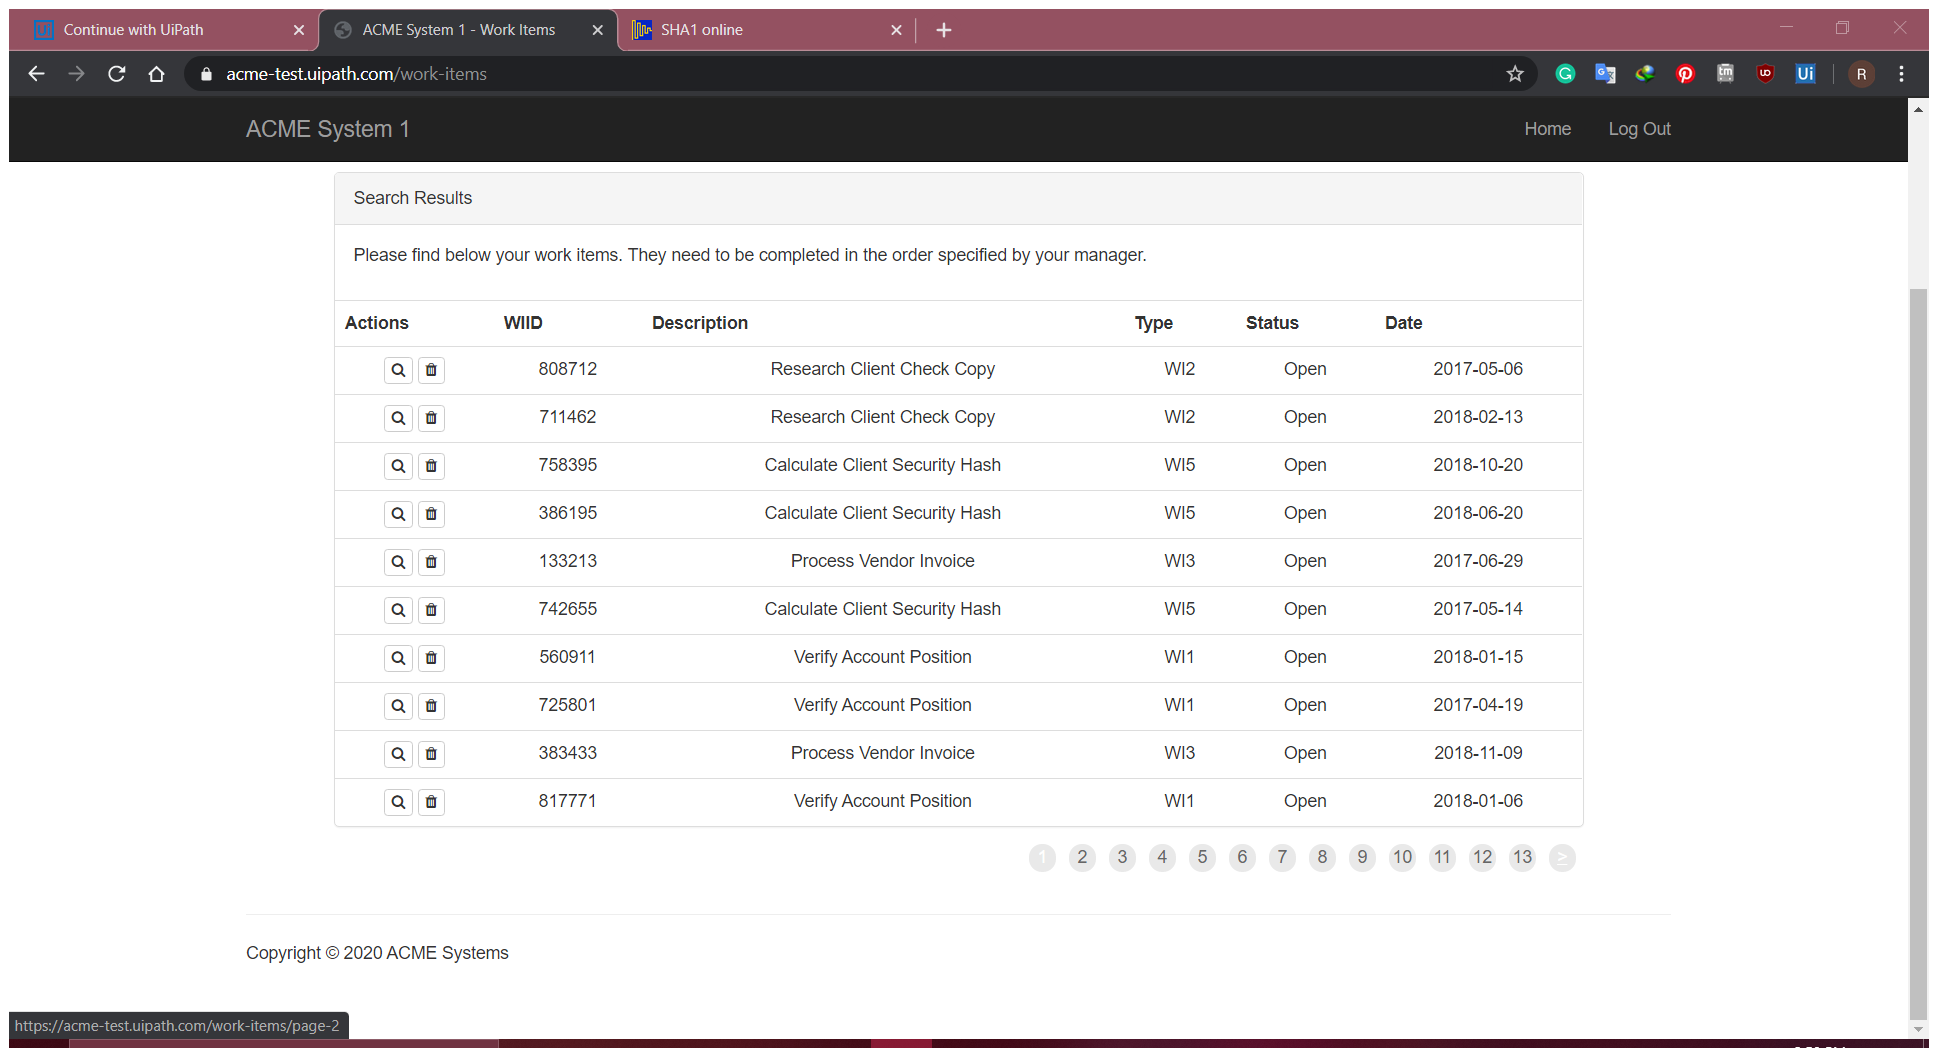 Continue with UiPath
ACME System 1 - Work Items
SHA1 online
acme-test.uipath.com/work-items
ACME System 1 Home Log Out
Search Results
Please find below your work items. They need to be completed in the order specified by your manager.
Actions WIID Description Type Status Date
808712 Research Client Check Copy WI2 Open 2017-05-06
711462 Research Client Check Copy WI2 Open 2018-02-13
758395 Calculate Client Security Hash WI5 Open 2018-10-20
386195 Calculate Client Security Hash WI5 Open 2018-06-20
133213 Process Vendor Invoice WI3 Open 2017-06-29
742655 Calculate Client Security Hash WI5 Open 2017-05-14
560911 Verify Account Position WI1 Open 2018-01-15
725801 Verify Account Position WI1 Open 2017-04-19
383433 Process Vendor Invoice WI3 Open 2018-11-09
817771 Verify Account Position WI1 Open 2018-01-06
1 2 3 4 5 6 7 8 9 10 11 12 13 >
Copyright © 2020 ACME Systems
https://acme-test.uipath.com/work-items/page-2